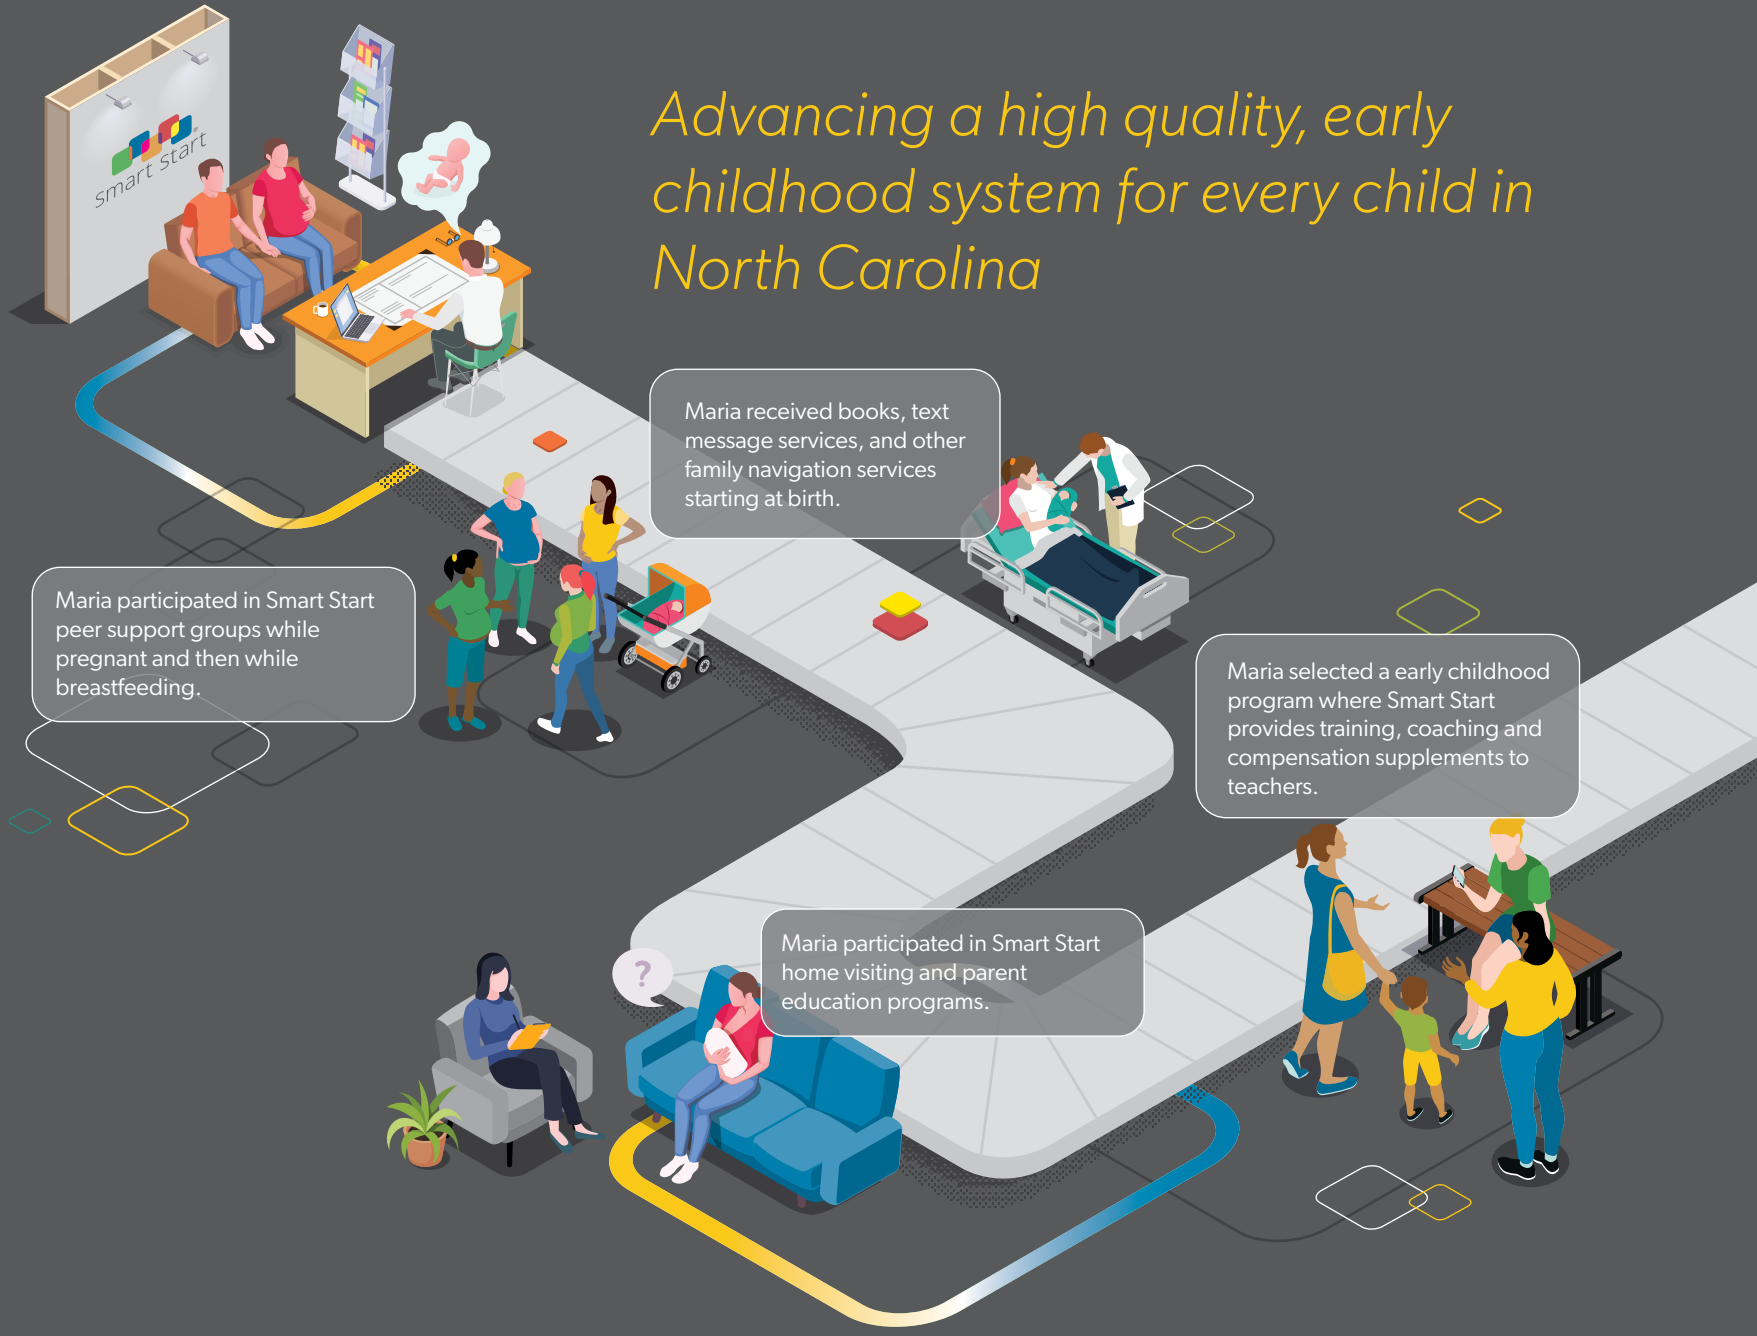 smart start
Advancing a high quality, early
childhood system for every child in
North Carolina
Maria received books, text
message services, and other
family navigation services
starting at birth.
Maria participated in Smart Start
peer support groups while
pregnant and then while
breastfeeding.
Maria selected a early childhood
program where Smart Start
provides training, coaching and
compensation supplements to
teachers.
Maria participated in Smart Start
home visiting and parent
education programs.
?